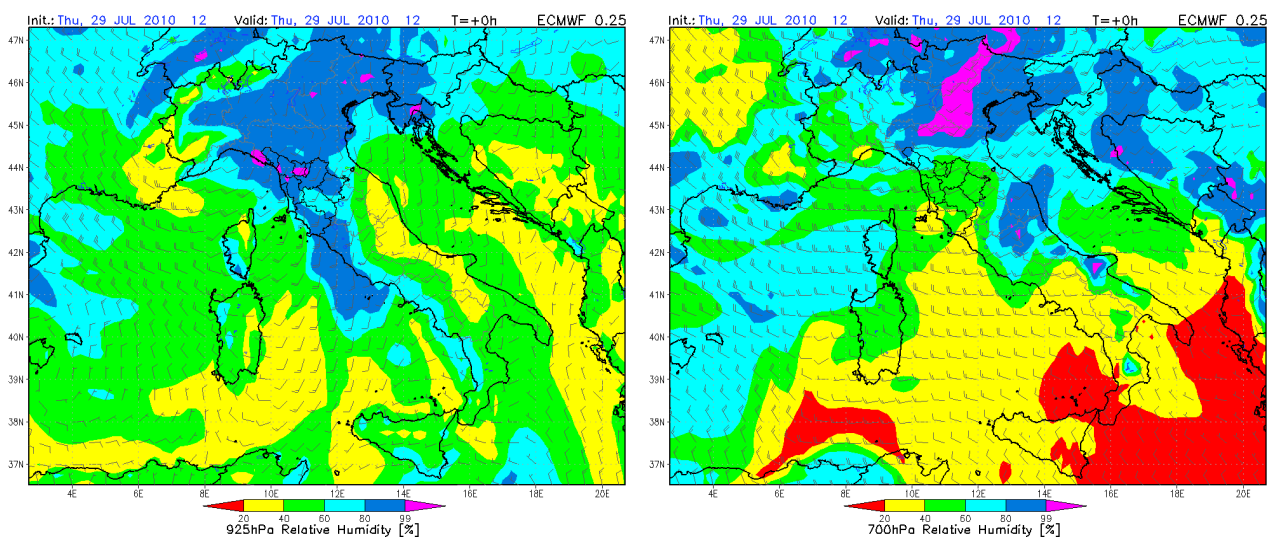 Init.: Thu, 29 JUL 2010 12 Valid: Thu, 29 JUL 2010 12 T=+0h ECMWF 0.25
47N
46N
45N
44N
43N
42N
41N
40N
39N
38N
37N
4E 6E 8E 10E 12E 14E 16E 18E 20E
20 40 60 80 99
925hPa Relative Humidity [%]
Init.: Thu, 29 JUL 2010 12 Valid: Thu, 29 JUL 2010 12 T=+0h ECMWF 0.25
47N
46N
45N
44N
43N
42N
41N
40N
39N
38N
37N
4E 6E 8E 10E 12E 14E 16E 18E 20E
20 40 60 80 99
700hPa Relative Humidity [%]